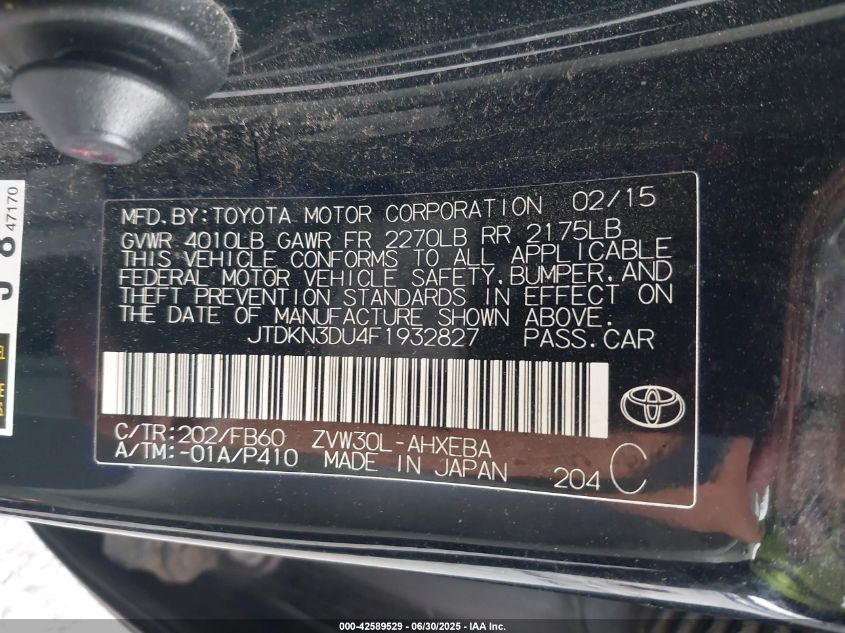 MFD.BY:TOYOTA MOTOR CORPORATION 02/15
GVWR 4010LB GAWR FR 2270LB RR 2175LB
THIS VEHICLE CONFORMS TO ALL APPLICABLE
FEDERAL MOTOR VEHICLE SAFETY,BUMPER,AND
THEFT PREVENTION STANDARDS IN EFFECT ON
THE DATE OF MANUFACTURE SHOWN ABOVE.
JTDKN3DU4F1932827 PASS.CAR
C/TR:202/FB60 ZVW30L-AHXEBA
A/TM:-01A/P410 MADE IN JAPAN 204 C
47170
000-42589529 - 06/30/2025 - IAA Inc.